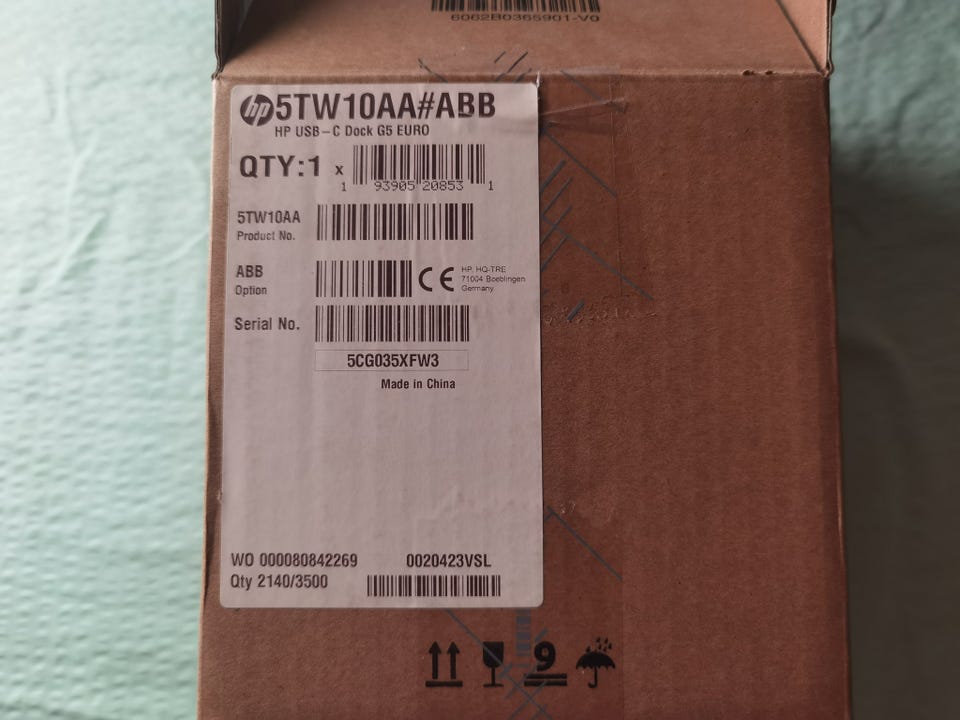 6062B0365901-V0
hp 5TW10AA#ABB
HP USB-C Dock G5 EURO
QTY:1 x
1 93905 20853 1
5TW10AA
Product No.
ABB
Option
CE
HP, HQ-TRE
71004 Boeblingen
Germany
Serial No.
5CG035XFW3
Made in China
WO 000080842269 0020423VSL
Qty 2140/3500
9